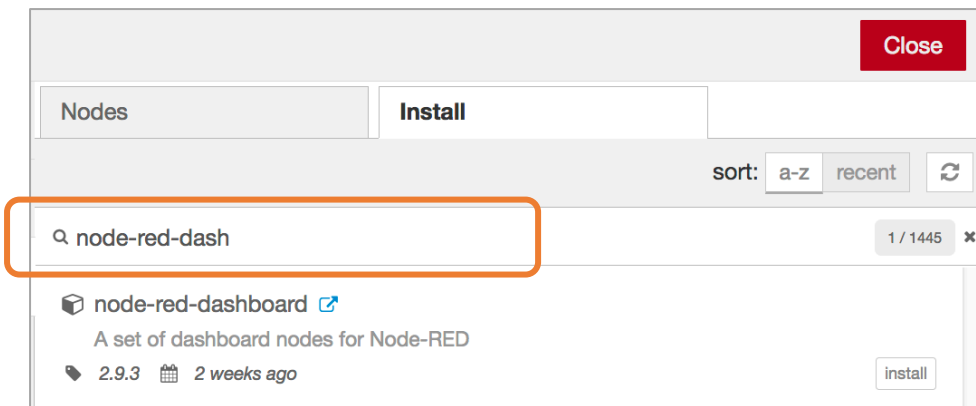 Close
Nodes Install
sort: a-z recent
node-red-dash 1 / 1445
node-red-dashboard
A set of dashboard nodes for Node-RED
2.9.3 2 weeks ago install